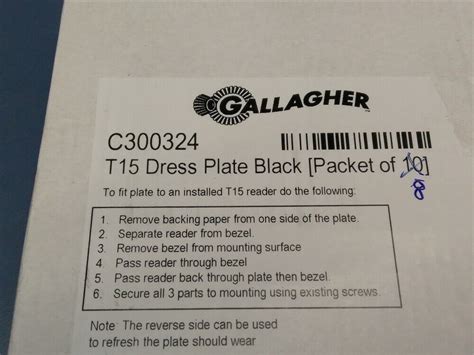 GALLAGHER
C300324
T15 Dress Plate Black [Packet of 10]
8
To fit plate to an installed T15 reader do the following:
1. Remove backing paper from one side of the plate.
2. Separate reader from bezel.
3. Remove bezel from mounting surface
4. Pass reader through bezel
5. Pass reader back through plate then bezel.
6. Secure all 3 parts to mounting using existing screws.
Note The reverse side can be used
to refresh the plate should wear